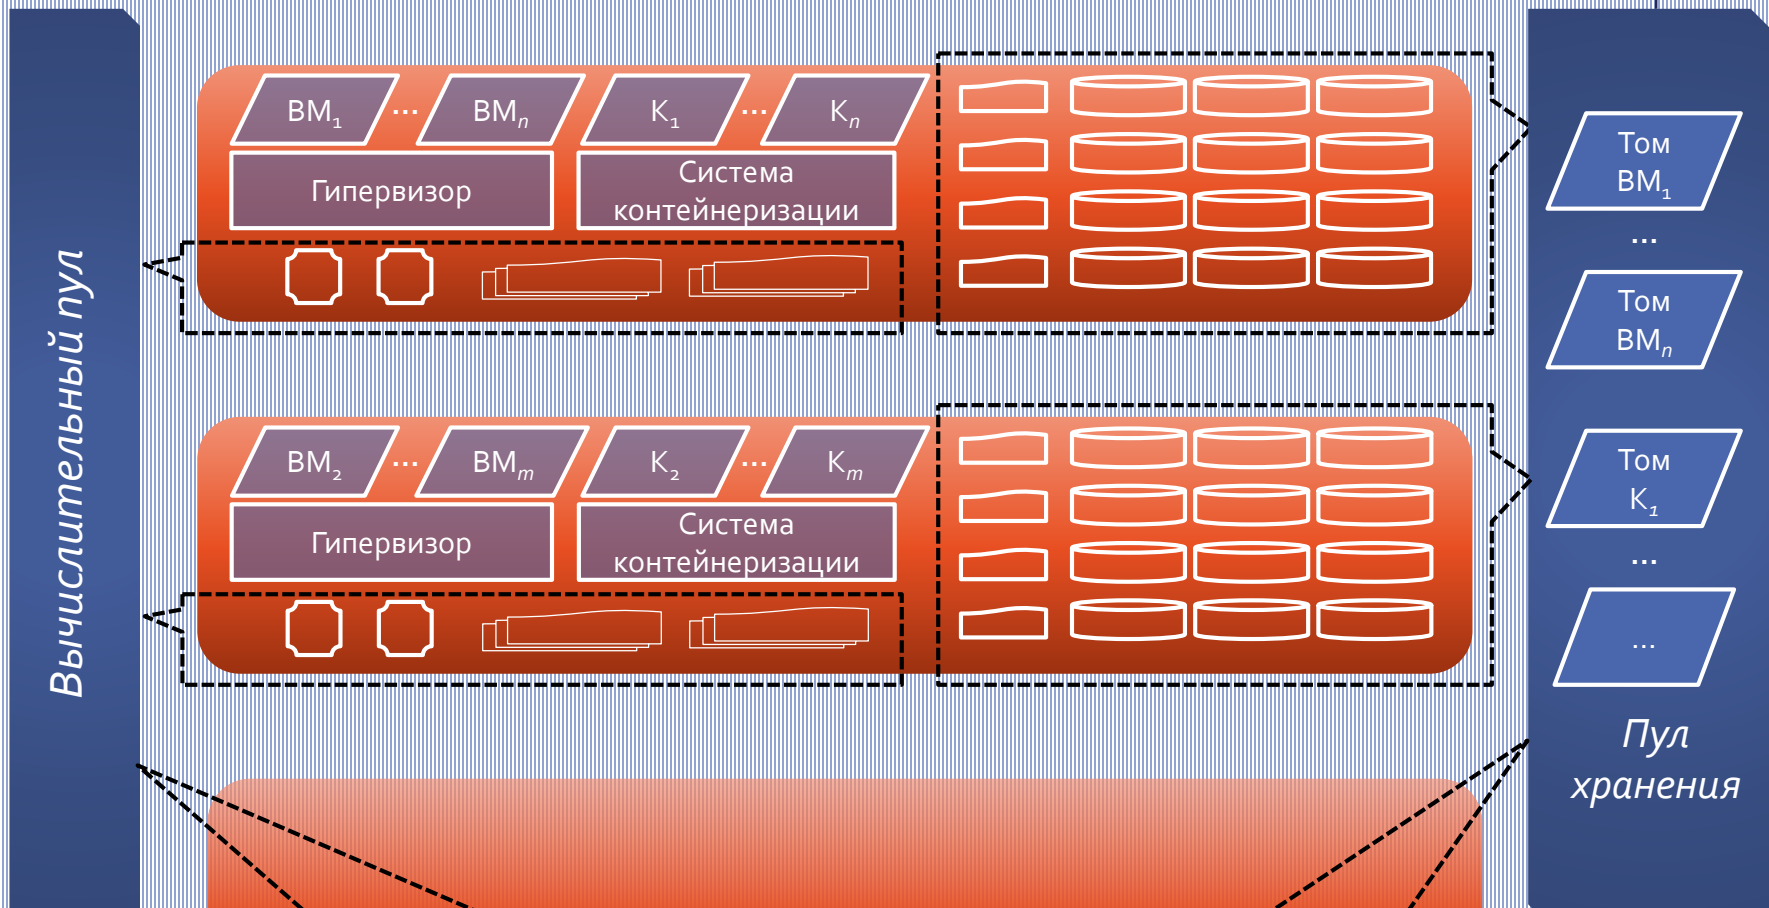 Вычислительный пул
ВМ₁ ... ВМₙ К₁ ... Кₙ
Гипервизор
Система
контейнеризации
ВМ₂ ... ВМₘ К₂ ... Кₘ
Гипервизор
Система
контейнеризации
Том
ВМ₁
...
Том
ВМₙ
Том
К₁
...
...
Пул
хранения